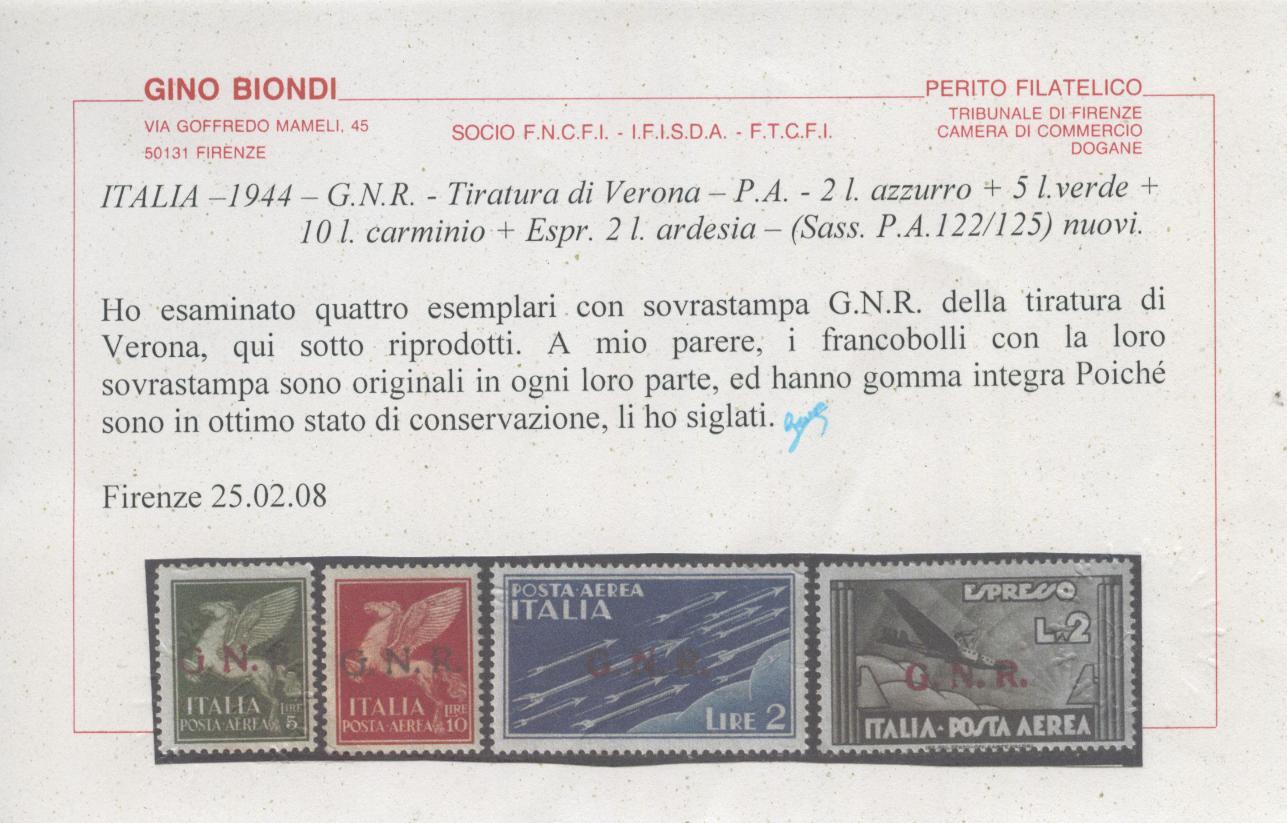 GINO BIONDI
VIA GOFFREDO MAMELI, 45
50131 FIRENZE
SOCIO F.N.C.F.I. - I.F.I.S.D.A. - F.T.C.F.I.
PERITO FILATELICO
TRIBUNALE DI FIRENZE
CAMERA DI COMMERCIO
DOGANE
ITALIA –1944 – G.N.R. - Tiratura di Verona – P.A. - 2 l. azzurro + 5 l.verde +
10 l. carminio + Espr. 2 l. ardesia – (Sass. P.A.122/125) nuovi.
Ho esaminato quattro esemplari con sovrastampa G.N.R. della tiratura di
Verona, qui sotto riprodotti. A mio parere, i francobolli con la loro
sovrastampa sono originali in ogni loro parte, ed hanno gomma integra Poiché
sono in ottimo stato di conservazione, li ho siglati.
Firenze 25.02.08
G. N.
ITALIA
POSTA·AEREA
LIRE
5
G. N. R.
ITALIA
POSTA·AEREA
LIRE
10
POSTA·AEREA
ITALIA
G. N. R.
LIRE 2
ESPRESSO
L. 2
G. N. R.
ITALIA·POSTA AEREA